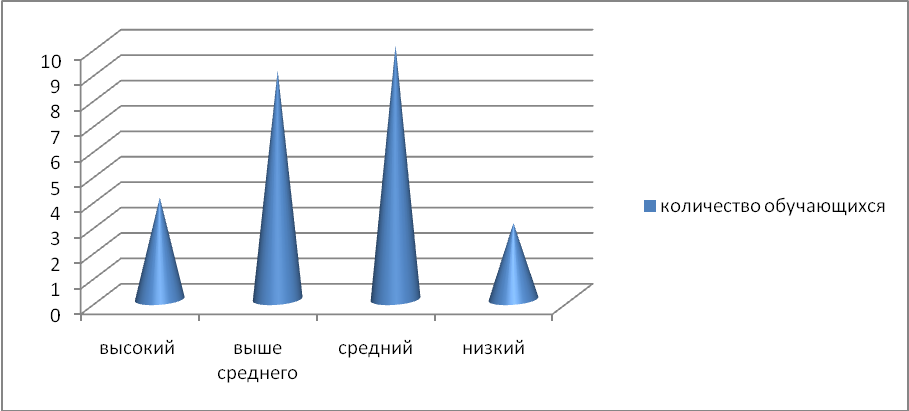 10
9
8
7
6
5
4
3
2
1
0
высокий
выше
среднего
средний
низкий
количество обучающихся